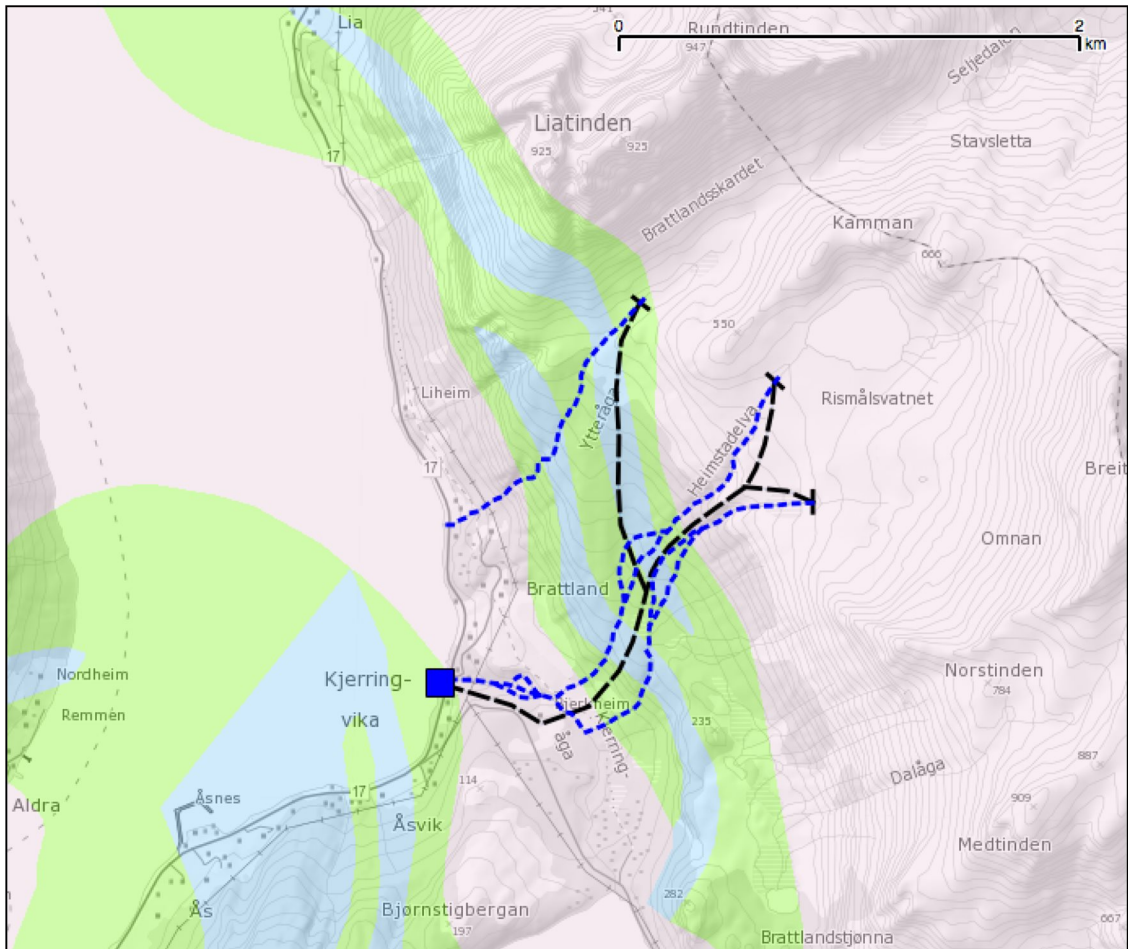 541
Lia
0
2
km
Rundtinden
947
Seljedalen
Liatinden
925
925
Stavsletta
17
Brattlandsskardet
Kamman
666
550
Liheim
Rismålsvatnet
Ytteråga
Heimstadelva
17
Breit
Omnan
Brattland
Nordheim
Kjerring-
vika
Norstinden
784
Remmen
Kjerring-
åga
235
887
Dalåga
114
17
Åsnes
Aldra
909
Åsvik
Medtinden
282
Ås
Bjørnstigbergan
197
667
Brattlandstjønna